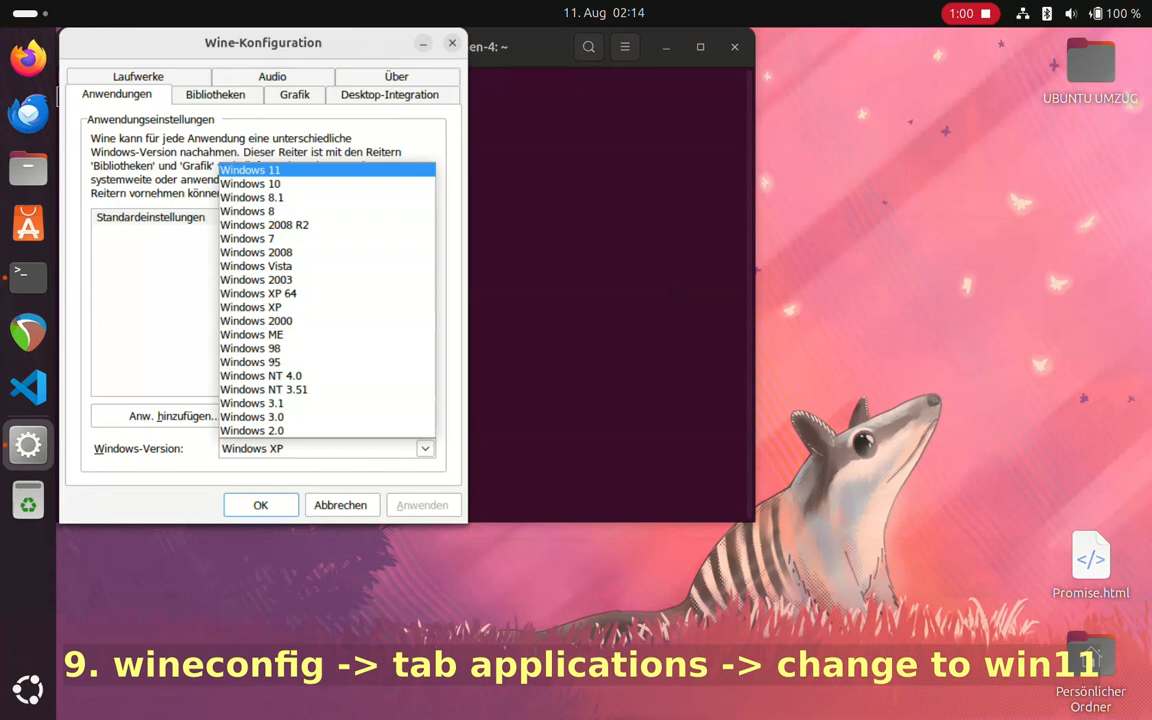 11. Aug 02:14
1:00
100 %
Wine-Konfiguration
en-4: ~
Laufwerke
Audio
Über
Anwendungen
Bibliotheken
Grafik
Desktop-Integration
Anwendungseinstellungen
Wine kann für jede Anwendung eine unterschiedliche
Windows-Version nachahmen. Dieser Reiter ist mit den Reitern
'Bibliotheken' und 'Grafik'
systemweite oder anwend
Reitern vornehmen könne
Standardeinstellungen
Windows 11
Windows 10
Windows 8.1
Windows 8
Windows 2008 R2
Windows 7
Windows 2008
Windows Vista
Windows 2003
Windows XP 64
Windows XP
Windows 2000
Windows ME
Windows 98
Windows 95
Windows NT 4.0
Windows NT 3.51
Windows 3.1
Windows 3.0
Windows 2.0
Anw. hinzufügen..
Windows-Version:
Windows XP
OK
Abbrechen
Anwenden
UBUNTU UMZUG
Promise.html
Persönlicher
Ordner
9. wineconfig -> tab applications -> change to win11